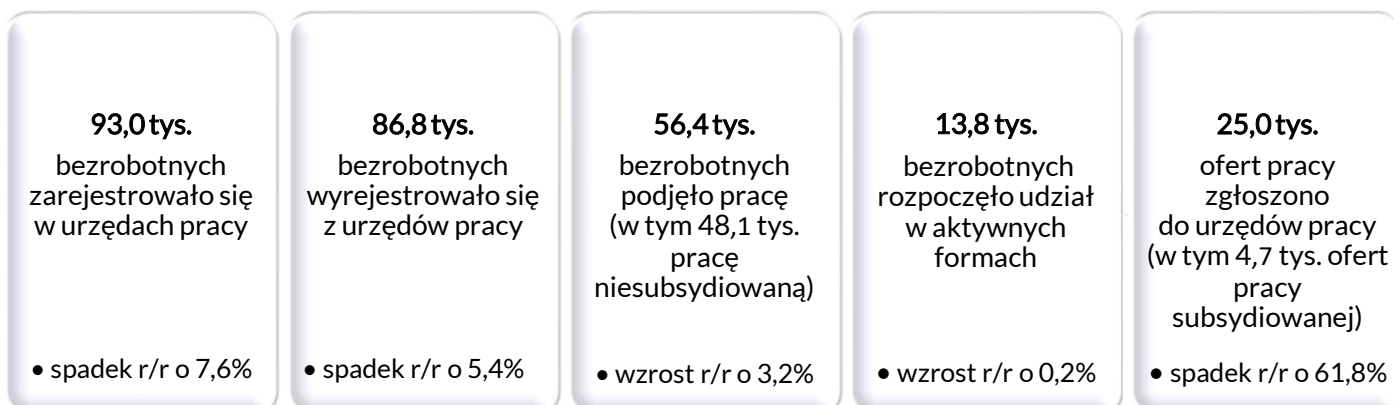 93,0 tys.
bezrobotnych
zarejestrowało się
w urzędach pracy
• spadek r/r o 7,6%
86,8 tys.
bezrobotnych
wyrejestrowało się
z urzędów pracy
• spadek r/r o 5,4%
56,4 tys.
bezrobotnych
podjęło pracę
(w tym 48,1 tys.
pracę
niesubsydiowaną)
• wzrost r/r o 3,2%
13,8 tys.
bezrobotnych
rozpoczęło udział
w aktywnych
formach
• wzrost r/r o 0,2%
25,0 tys.
ofert pracy
zgłoszono
do urzędów pracy
(w tym 4,7 tys. ofert
pracy
subsydiowanej)
• spadek r/r o 61,8%